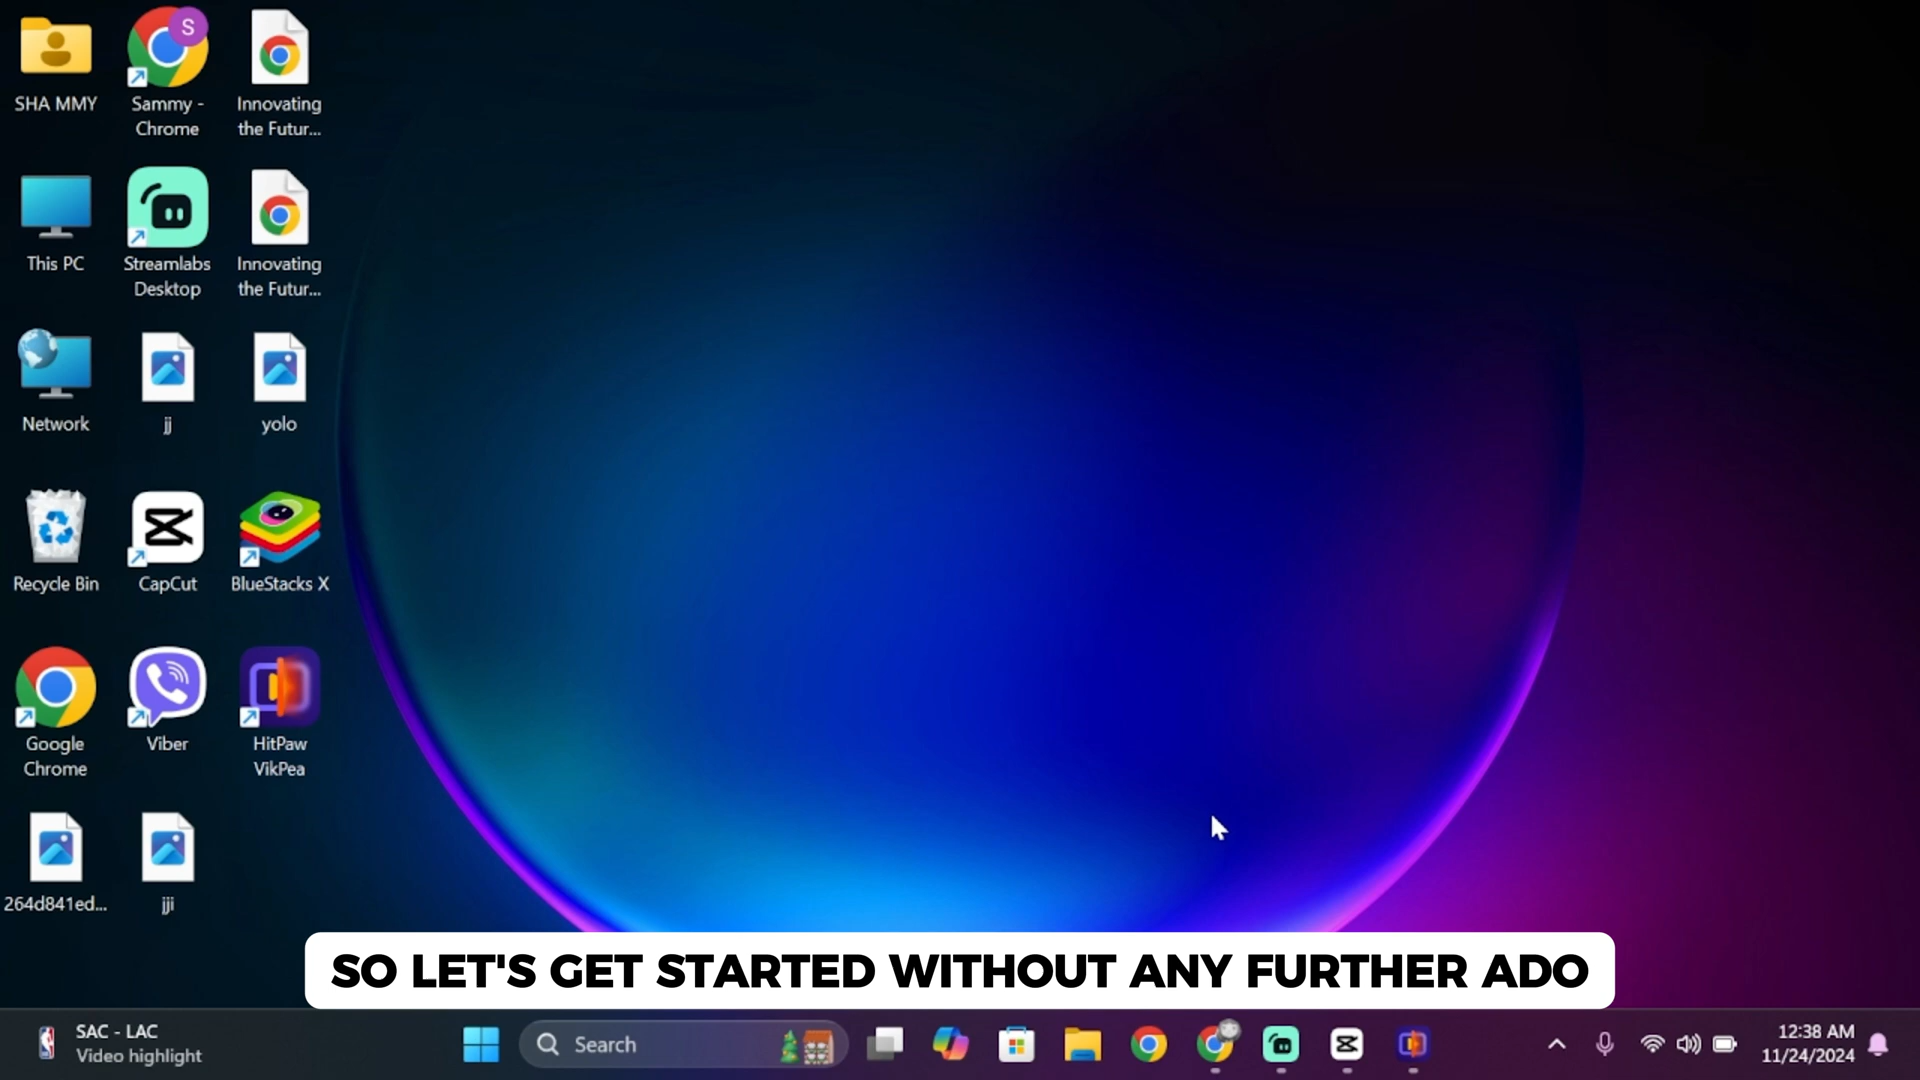 SHA MMY
Sammy -
Chrome
S
Innovating
the Futur...
This PC
Streamlabs
Desktop
Innovating
the Futur...
Network
jj
yolo
Recycle Bin
CapCut
BlueStacks X
Google
Chrome
Viber
HitPaw
VikPea
264d841ed...
jji
SO LET'S GET STARTED WITHOUT ANY FURTHER ADO
SAC - LAC
Video highlight
Search
12:38 AM
11/24/2024